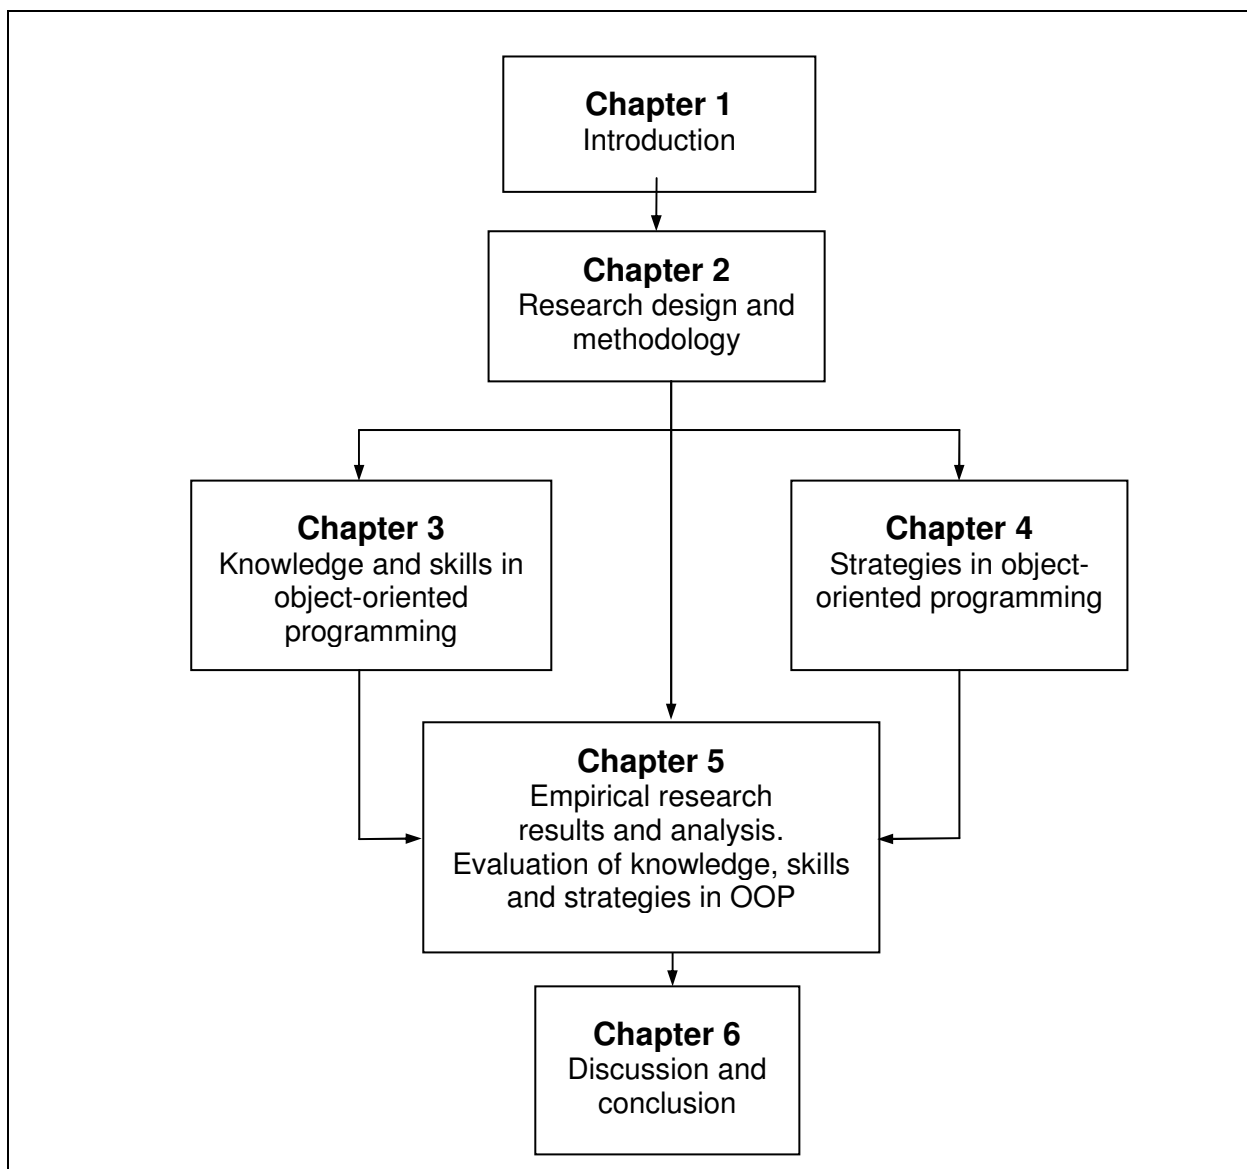 Chapter 1
Introduction
Chapter 2
Research design and
methodology
Chapter 3
Knowledge and skills in
object-oriented
programming
Chapter 4
Strategies in object-
oriented programming
Chapter 5
Empirical research
results and analysis.
Evaluation of knowledge, skills
and strategies in OOP
Chapter 6
Discussion and
conclusion